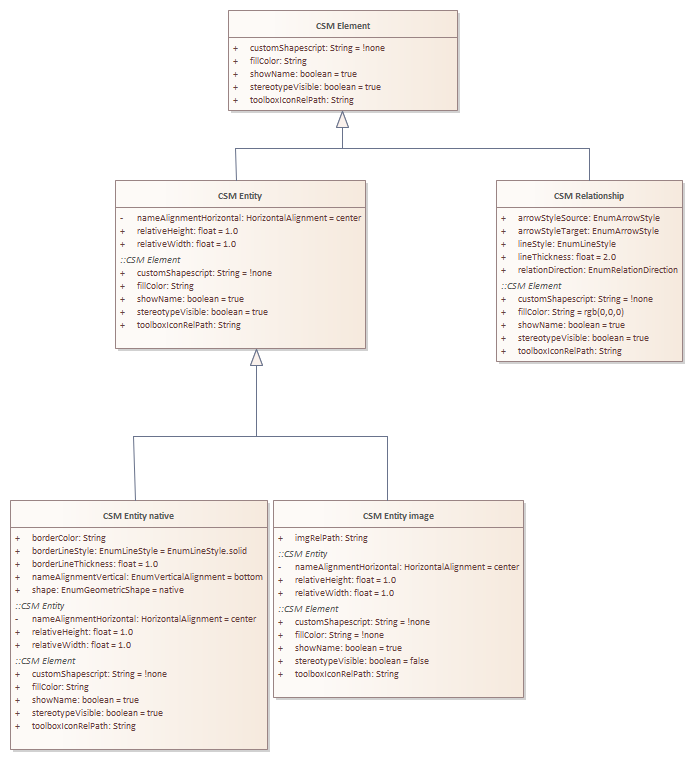 CSM Element
+ customShapescript: String = !none
+ fillColor: String
+ showName: boolean = true
+ stereotypeVisible: boolean = true
+ toolboxIconRelPath: String
CSM Entity
- nameAlignmentHorizontal: HorizontalAlignment = center
+ relativeHeight: float = 1.0
+ relativeWidth: float = 1.0
::CSM Element
+ customShapescript: String = !none
+ fillColor: String
+ showName: boolean = true
+ stereotypeVisible: boolean = true
+ toolboxIconRelPath: String
CSM Relationship
+ arrowStyleSource: EnumArrowStyle
+ arrowStyleTarget: EnumArrowStyle
+ lineStyle: EnumLineStyle
+ lineThickness: float = 2.0
+ relationDirection: EnumRelationDirection
::CSM Element
+ customShapescript: String = !none
+ fillColor: String = rgb(0,0,0)
+ showName: boolean = true
+ stereotypeVisible: boolean = true
+ toolboxIconRelPath: String
CSM Entity native
+ borderColor: String
+ borderLineStyle: EnumLineStyle = EnumLineStyle.solid
+ borderLineThickness: float = 1.0
+ nameAlignmentVertical: EnumVerticalAlignment = bottom
+ shape: EnumGeometricShape = native
::CSM Entity
- nameAlignmentHorizontal: HorizontalAlignment = center
+ relativeHeight: float = 1.0
+ relativeWidth: float = 1.0
::CSM Element
+ customShapescript: String = !none
+ fillColor: String
+ showName: boolean = true
+ stereotypeVisible: boolean = true
+ toolboxIconRelPath: String
CSM Entity image
+ imgRelPath: String
::CSM Entity
- nameAlignmentHorizontal: HorizontalAlignment = center
+ relativeHeight: float = 1.0
+ relativeWidth: float = 1.0
::CSM Element
+ customShapescript: String = !none
+ fillColor: String = !none
+ showName: boolean = true
+ stereotypeVisible: boolean = false
+ toolboxIconRelPath: String